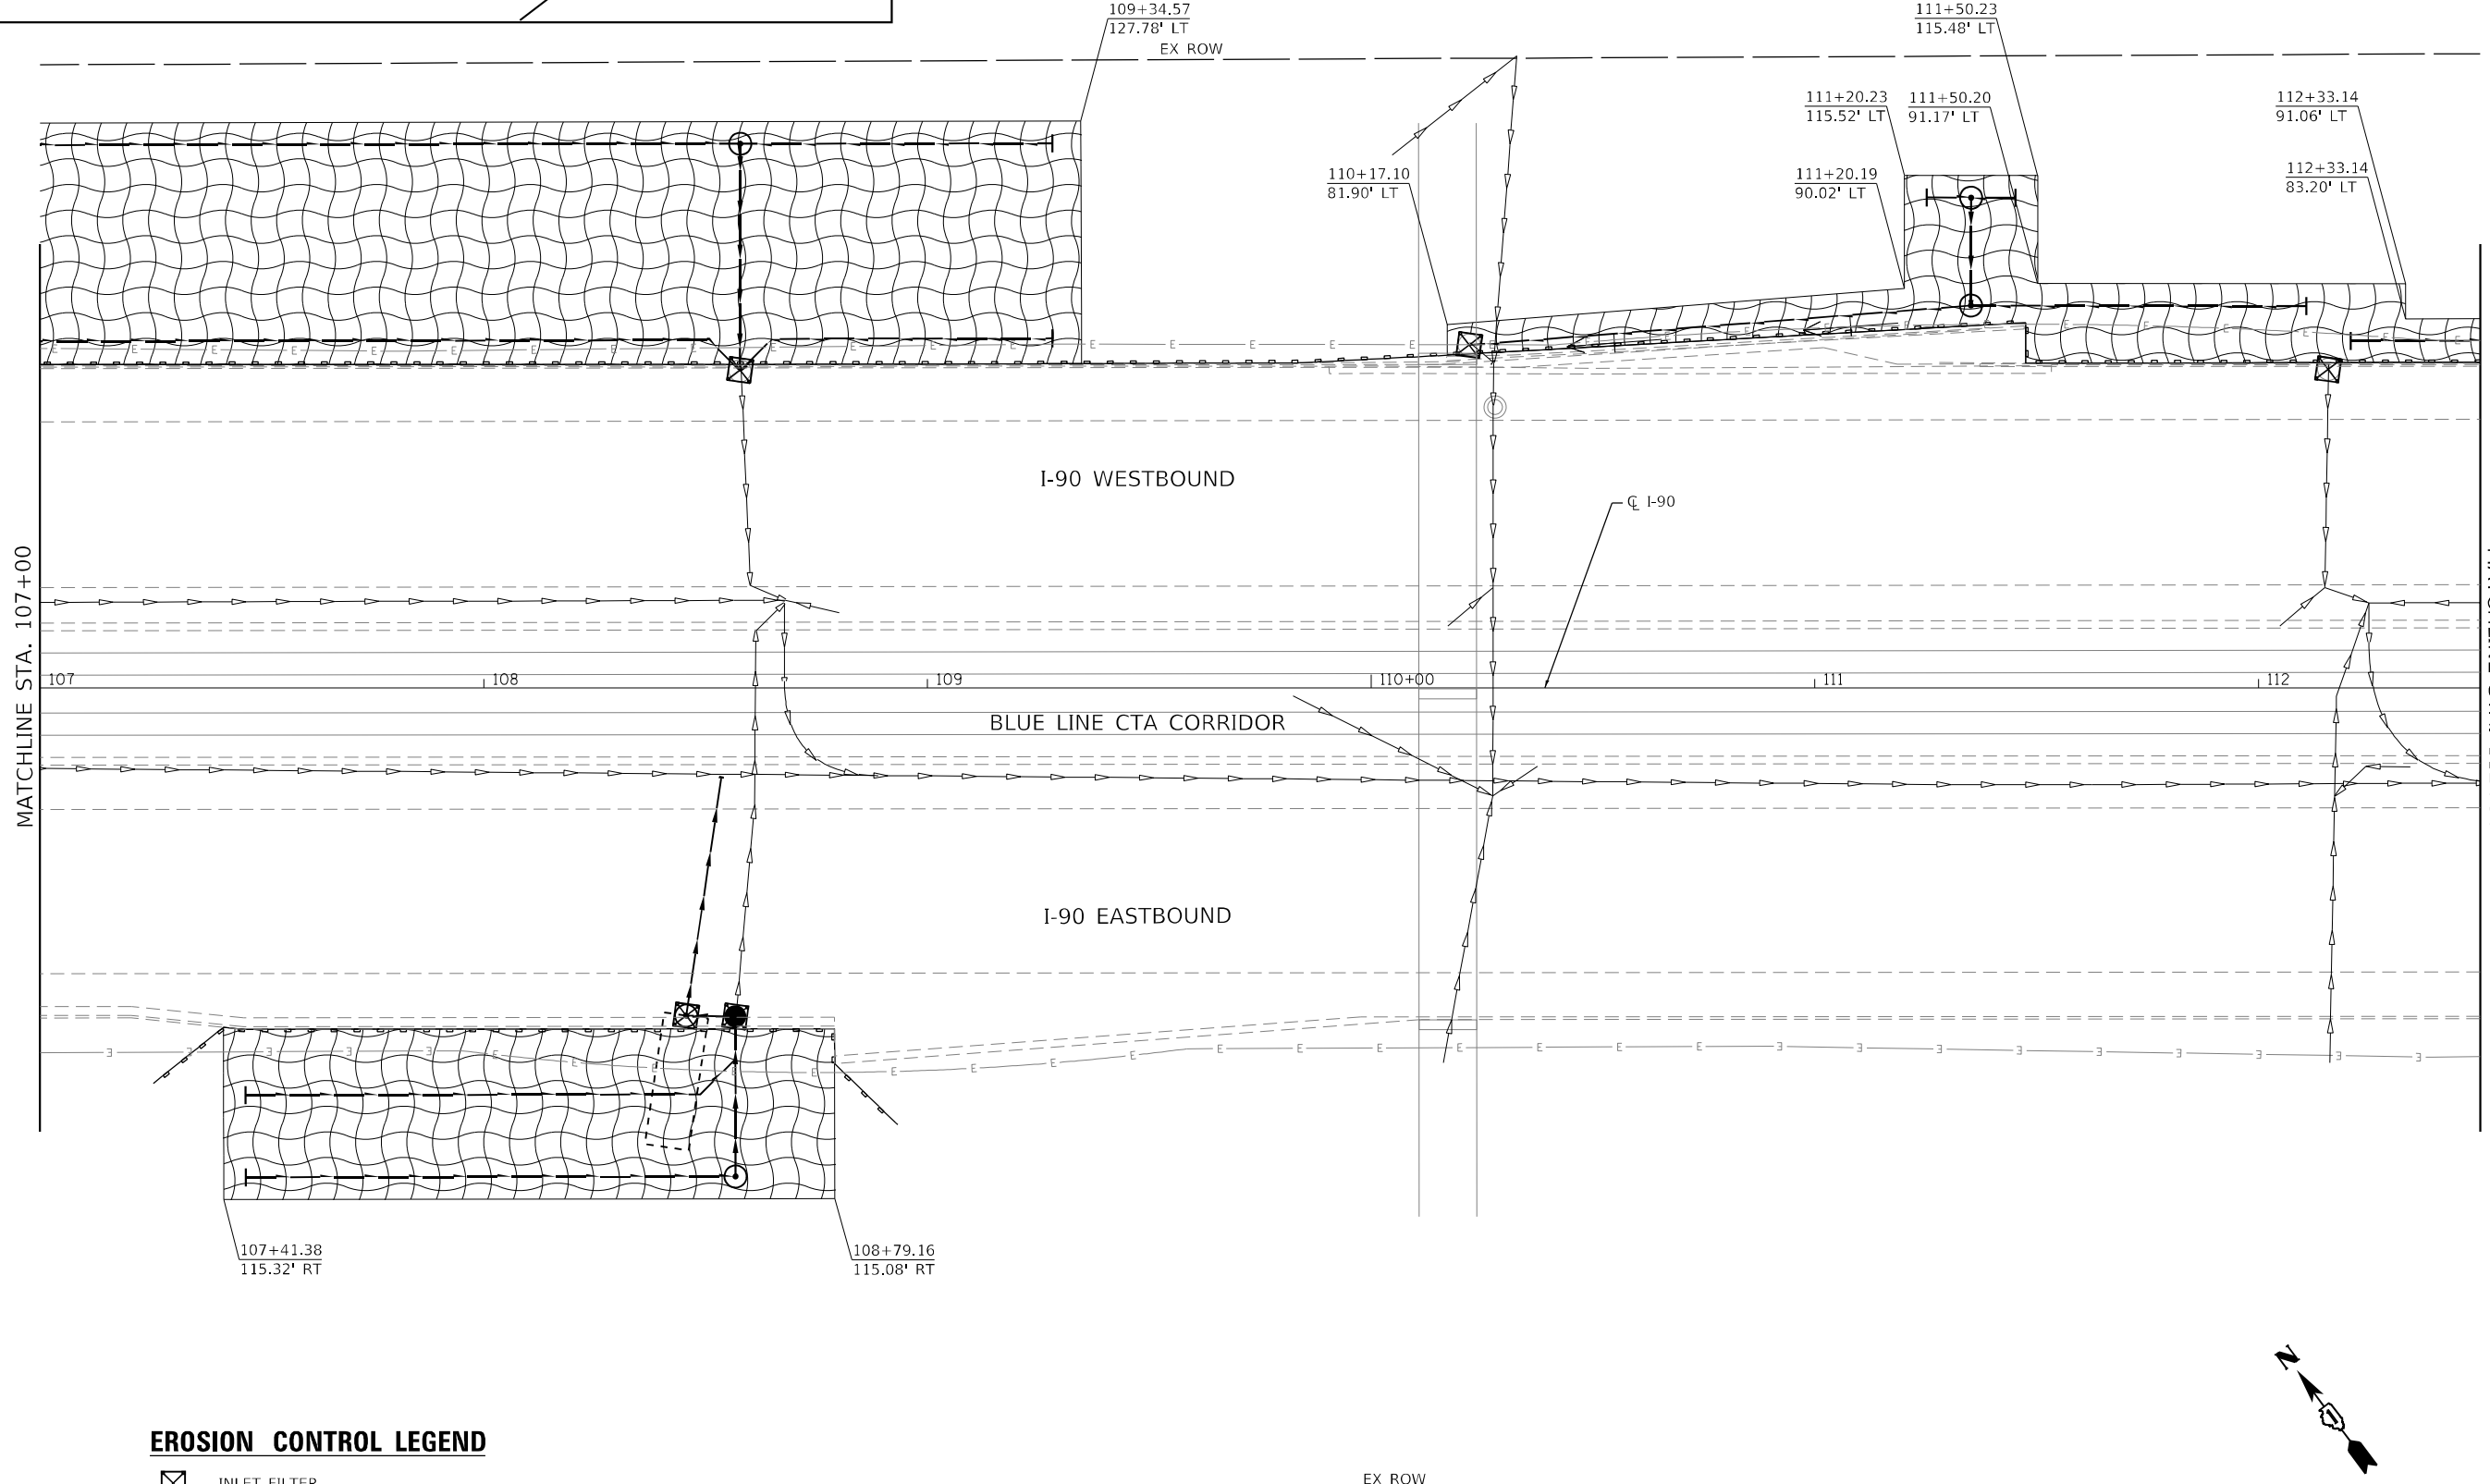 109+34.57
127.78' LT
111+50.23
115.48' LT
EX ROW
111+20.23
115.52' LT
111+50.20
91.17' LT
112+33.14
91.06' LT
110+17.10
81.90' LT
111+20.19
90.02' LT
112+33.14
83.20' LT
E E E E E E E E E E E E E E E E E E
E E E E E E E
I-90 WESTBOUND
℄ I-90
MATCHLINE STA. 107+00
107 108 109 110+00 111 112
BLUE LINE CTA CORRIDOR
I-90 EASTBOUND
E E E E E E E E E E E E E E E E E E E E E E E E E E E E E E
107+41.38
115.32' RT
108+79.16
115.08' RT
N
EROSION CONTROL LEGEND
INLET FILTER
EX ROW